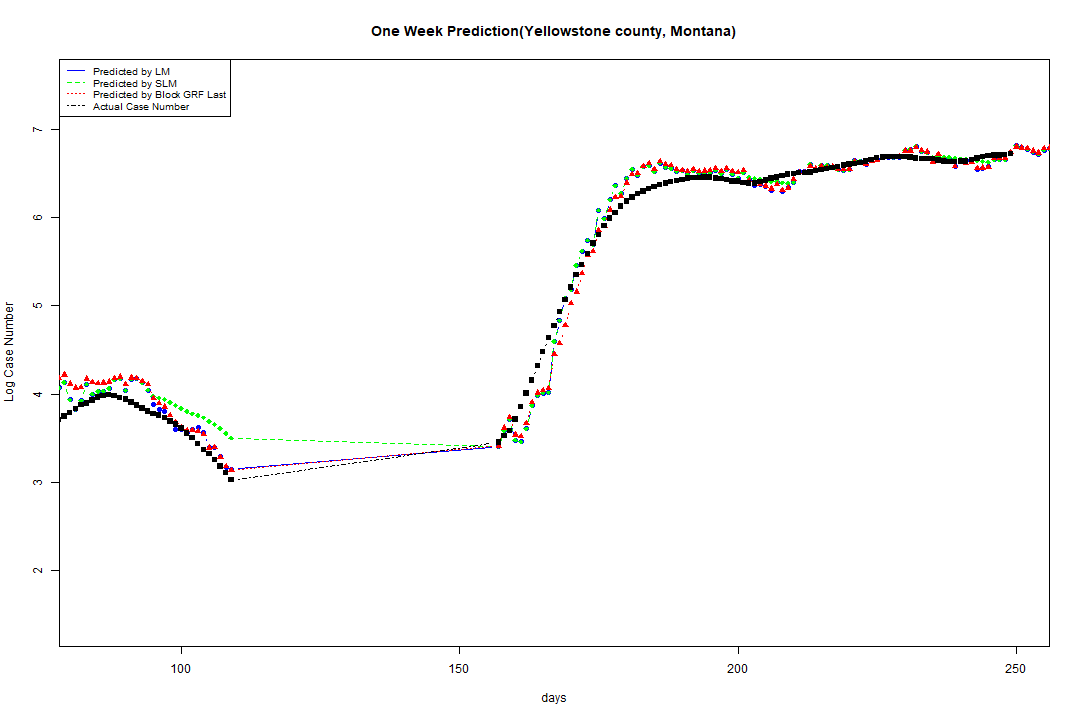 One Week Prediction(Yellowstone county, Montana)
Predicted by LM
Predicted by SLM
Predicted by Block GRF Last
Actual Case Number
7
6
5
4
3
2
Log Case Number
100 150 200 250
days